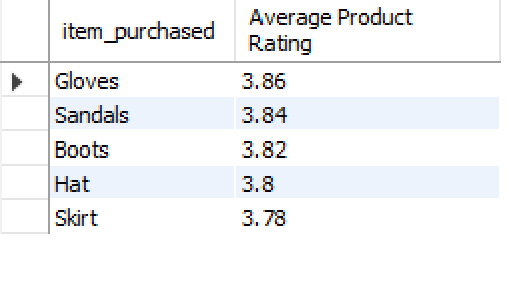 item_purchased Average Product
Rating
Gloves 3.86
Sandals 3.84
Boots 3.82
Hat 3.8
Skirt 3.78